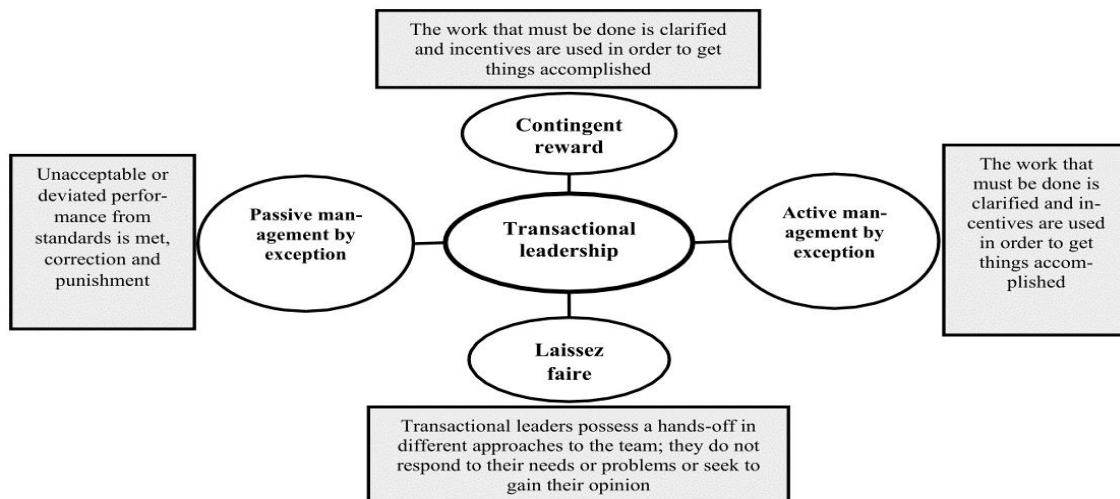 The work that must be done is clarified
and incentives are used in order to get
things accomplished
Contingent
reward
Unacceptable or
deviated perfor-
mance from
standards is met,
correction and
punishment
Passive man-
agement by
exception
Transactional
leadership
Active man-
agement by
exception
The work that
must be done is
clarified and in-
centives are used
in order to get
things accom-
plished
Laissez
faire
Transactional leaders possess a hands-off in
different approaches to the team; they do not
respond to their needs or problems or seek to
gain their opinion